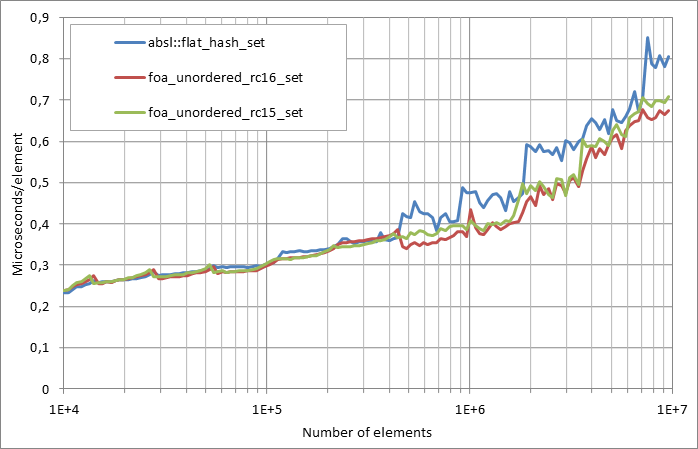 0,9
0,8
0,7
0,6
0,5
0,4
0,3
0,2
0,1
0
Microseconds/element
absl::flat_hash_set
foa_unordered_rc16_set
foa_unordered_rc15_set
1E+4
1E+5
1E+6
1E+7
Number of elements